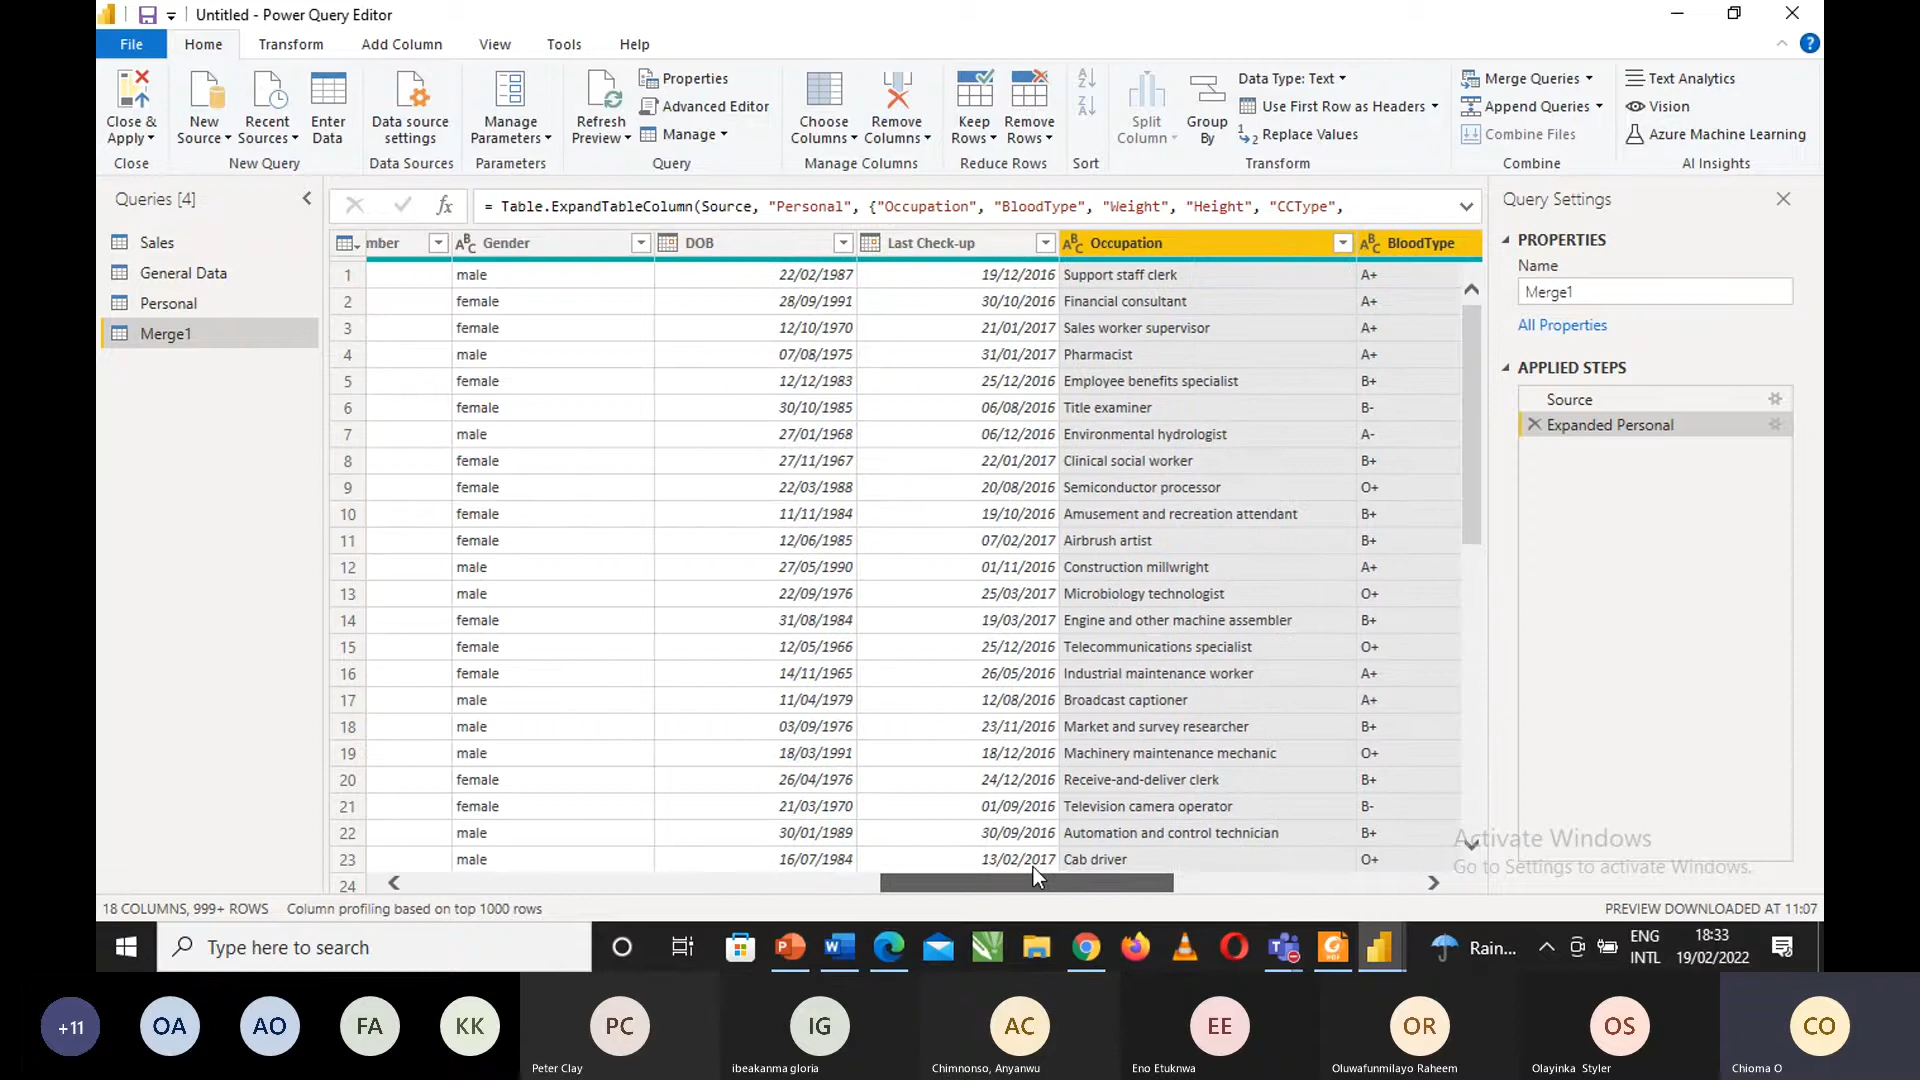 Untitled - Power Query Editor
File Home Transform Add Column View Tools Help
Close & Apply
New Source
Recent Sources
Enter Data
Data source settings
Manage Parameters
Refresh Preview
Properties
Advanced Editor
Manage
Choose Columns
Remove Columns
Keep Rows
Remove Rows
Split Column
Group By
Data Type: Text
Use First Row as Headers
Replace Values
Merge Queries
Append Queries
Combine Files
Text Analytics
Vision
Azure Machine Learning
Close New Query Data Sources Parameters Query Manage Columns Reduce Rows Sort Transform Combine AI Insights
Queries [4]
Sales
General Data
Personal
Merge1
fx = Table.ExpandTableColumn(Source, "Personal", {"Occupation", "BloodType", "Weight", "Height", "CCType",
mber Gender DOB Last Check-up Occupation BloodType
1 male 22/02/1987 19/12/2016 Support staff clerk A+
2 female 28/09/1991 30/10/2016 Financial consultant A+
3 female 12/10/1970 21/01/2017 Sales worker supervisor A+
4 male 07/08/1975 31/01/2017 Pharmacist A+
5 female 12/12/1983 25/12/2016 Employee benefits specialist B+
6 female 30/10/1985 06/08/2016 Title examiner B-
7 male 27/01/1968 06/12/2016 Environmental hydrologist A-
8 female 27/11/1967 22/01/2017 Clinical social worker B+
9 female 22/03/1988 20/08/2016 Semiconductor processor O+
10 female 11/11/1984 19/10/2016 Amusement and recreation attendant B+
11 female 12/06/1985 07/02/2017 Airbrush artist B+
12 male 27/05/1990 01/11/2016 Construction millwright A+
13 male 22/09/1976 25/03/2017 Microbiology technologist O+
14 female 31/08/1984 19/03/2017 Engine and other machine assembler B+
15 female 12/05/1966 25/12/2016 Telecommunications specialist O+
16 female 14/11/1965 26/05/2016 Industrial maintenance worker A+
17 male 11/04/1979 12/08/2016 Broadcast captioner A+
18 male 03/09/1976 23/11/2016 Market and survey researcher B+
19 male 18/03/1991 18/12/2016 Machinery maintenance mechanic O+
20 female 26/04/1976 24/12/2016 Receive-and-deliver clerk B+
21 female 21/03/1970 01/09/2016 Television camera operator B-
22 male 30/01/1989 30/09/2016 Automation and control technician B+
23 male 16/07/1984 13/02/2017 Cab driver O+
24
Query Settings
PROPERTIES
Name
Merge1
All Properties
APPLIED STEPS
Source
Expanded Personal
Activate Windows
Go to Settings to activate Windows.
18 COLUMNS, 999+ ROWS Column profiling based on top 1000 rows PREVIEW DOWNLOADED AT 11:07
Type here to search
Rain...
ENG
INTL
18:33
19/02/2022
+11 OA AO FA KK PC IG AC EE OR OS CO
Peter Clay ibeakanma gloria Chimnonso, Anyanwu Eno Etuknwa Oluwafunmilayo Raheem Olayinka Styler Chioma O